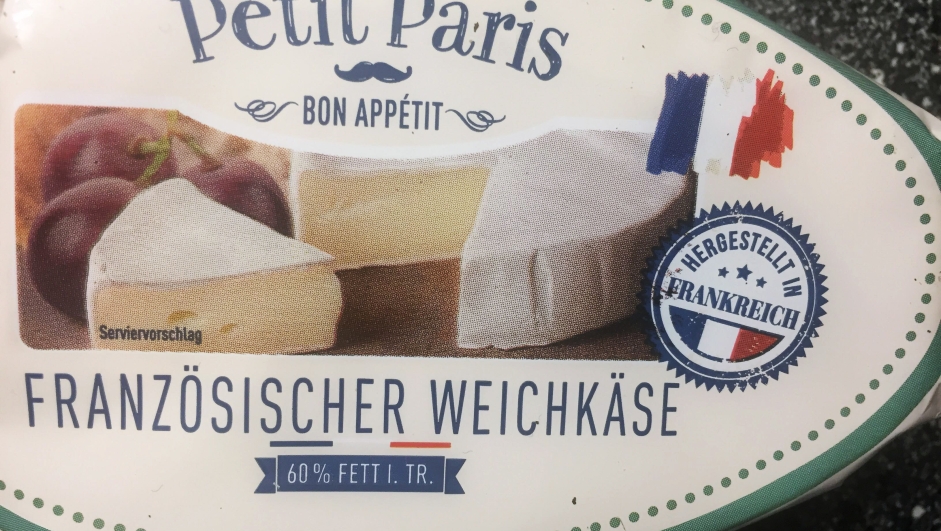 Petit Paris
BON APPÉTIT
HERGESTELLT IN
FRANKREICH
Serviervorschlag
FRANZÖSISCHER WEICHKÄSE
60% FETT I. TR.